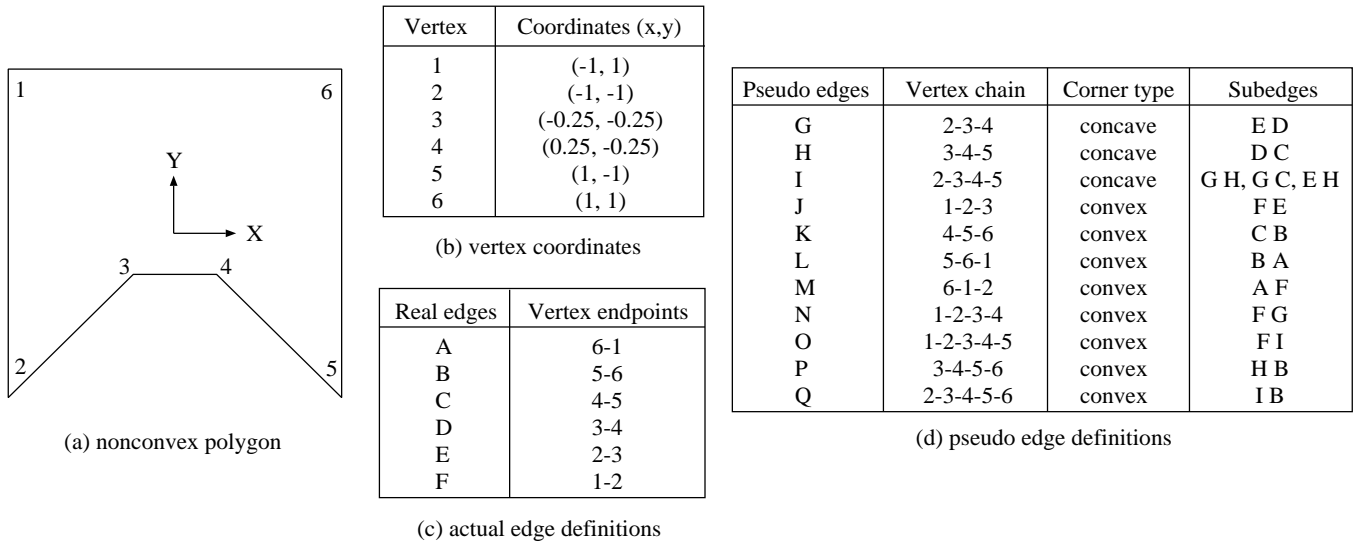 1
6
Y
X
3
4
2
5
(a) nonconvex polygon
Vertex Coordinates (x,y)
1 (-1, 1)
2 (-1, -1)
3 (-0.25, -0.25)
4 (0.25, -0.25)
5 (1, -1)
6 (1, 1)
(b) vertex coordinates
Real edges Vertex endpoints
A 6-1
B 5-6
C 4-5
D 3-4
E 2-3
F 1-2
(c) actual edge definitions
Pseudo edges Vertex chain Corner type Subedges
G 2-3-4 concave E D
H 3-4-5 concave D C
I 2-3-4-5 concave G H, G C, E H
J 1-2-3 convex F E
K 4-5-6 convex C B
L 5-6-1 convex B A
M 6-1-2 convex A F
N 1-2-3-4 convex F G
O 1-2-3-4-5 convex F I
P 3-4-5-6 convex H B
Q 2-3-4-5-6 convex I B
(d) pseudo edge definitions